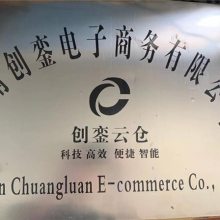 创銮电子商务有限公
创銮云仓
科技 高效 便捷 智能
n Chuangluan E-commerce Co.,